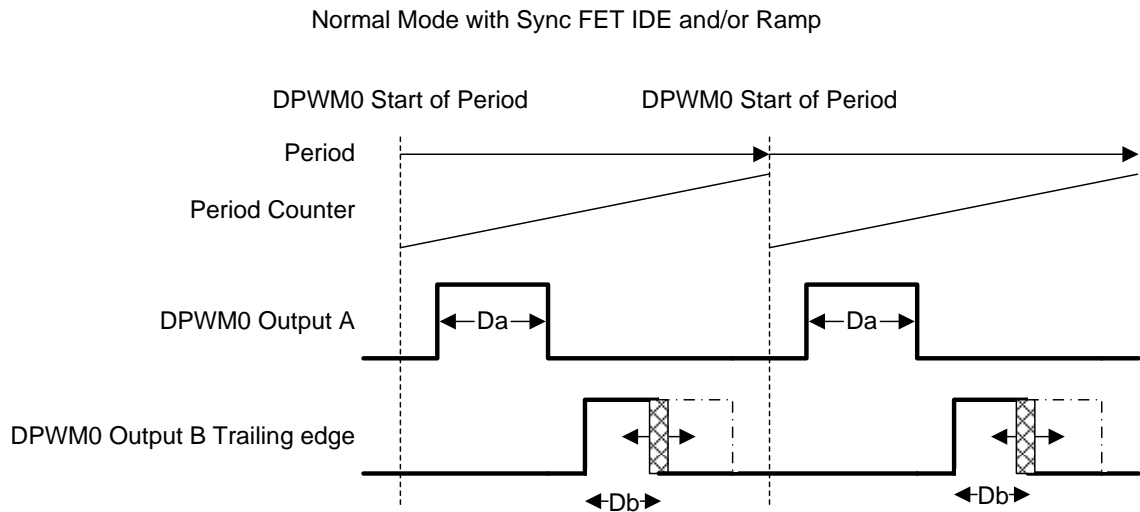 Normal Mode with Sync FET IDE and/or Ramp
DPWM0 Start of Period
DPWM0 Start of Period
Period
Period Counter
DPWM0 Output A
Da
Da
DPWM0 Output B Trailing edge
Db
Db